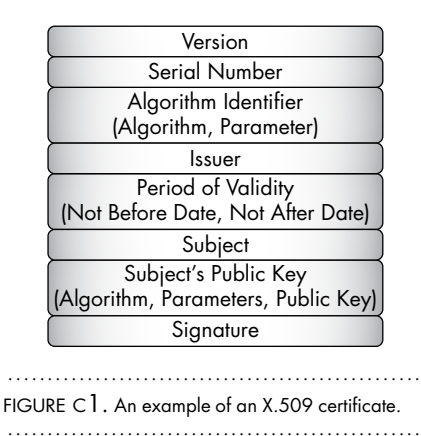 Version
Serial Number
Algorithm Identifier
(Algorithm, Parameter)
Issuer
Period of Validity
(Not Before Date, Not After Date)
Subject
Subject's Public Key
(Algorithm, Parameters, Public Key)
Signature
FIGURE C1. An example of an X.509 certificate.